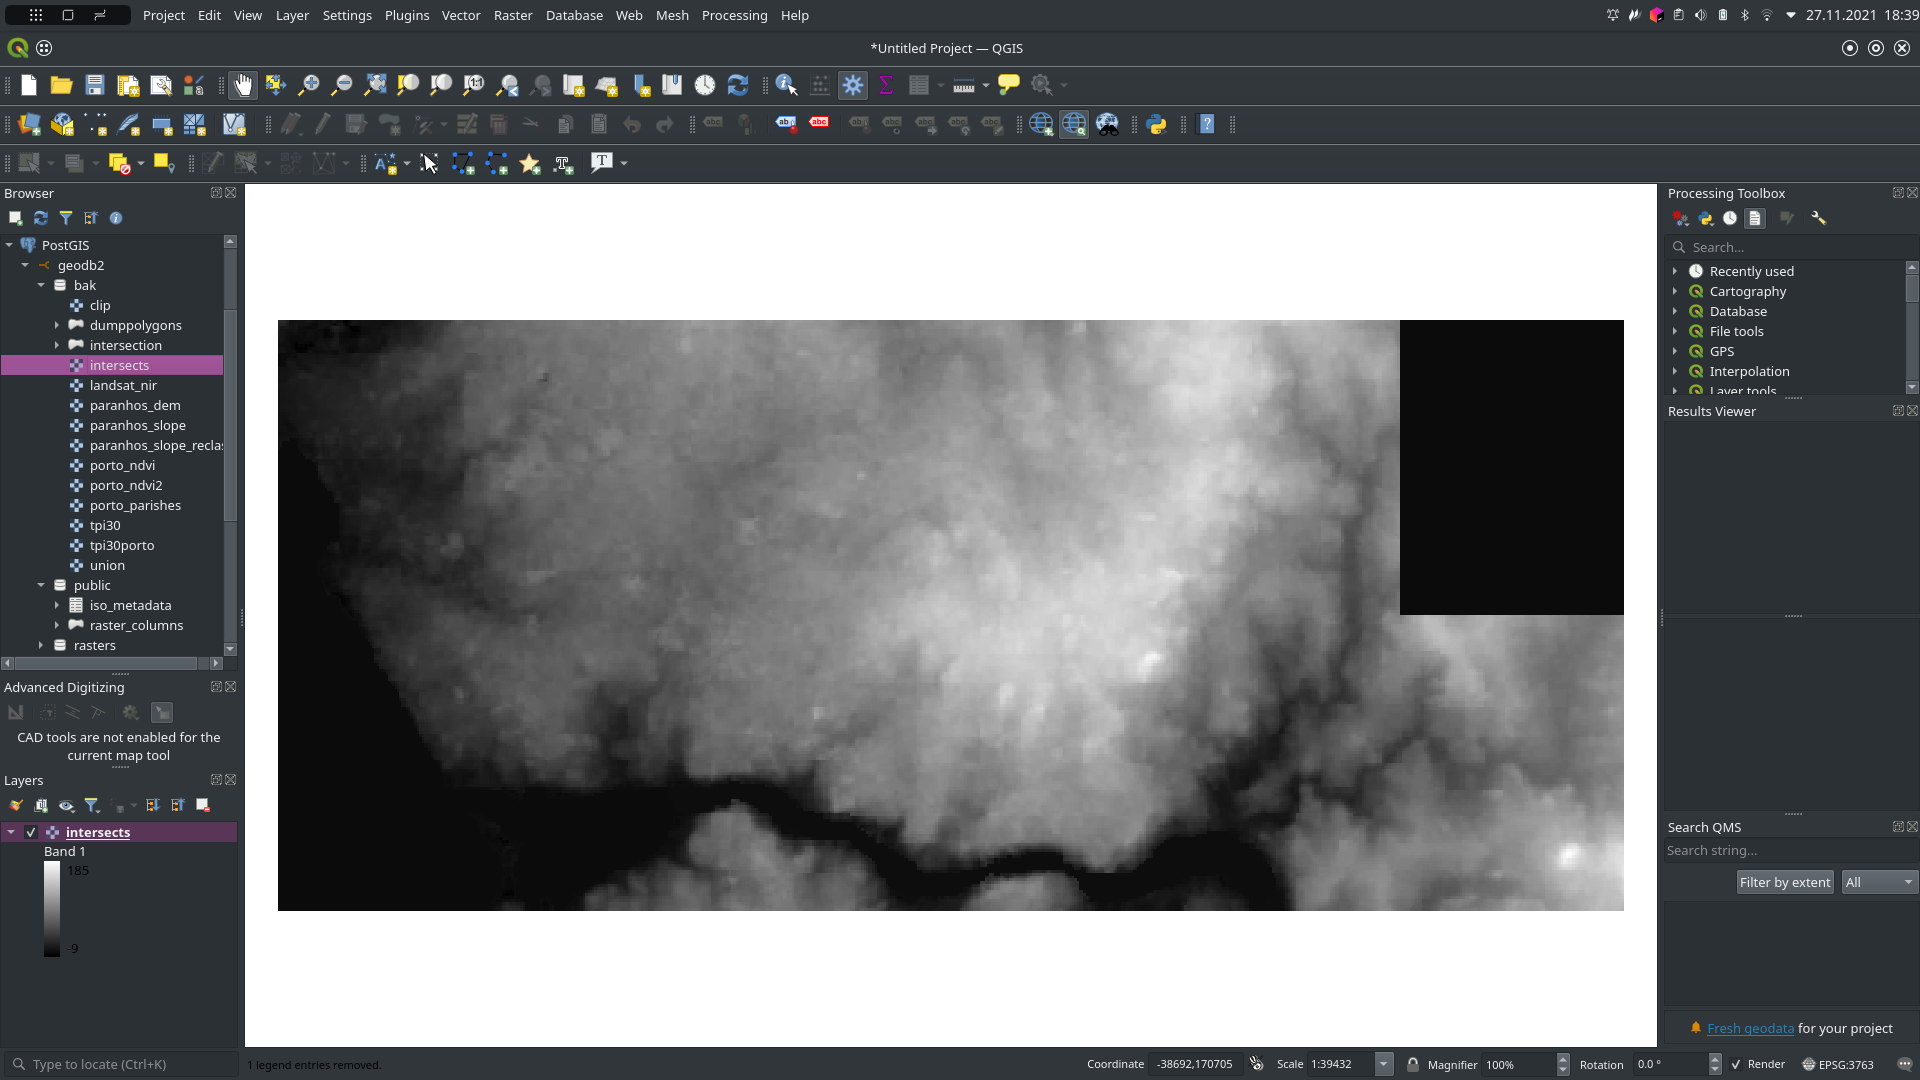 Project Edit View Layer Settings Plugins Vector Raster Database Web Mesh Processing Help
27.11.2021 18:39
*Untitled Project — QGIS
Browser
PostGIS
geodb2
bak
clip
dumppolygons
intersection
intersects
landsat_nir
paranhos_dem
paranhos_slope
paranhos_slope_reclas
porto_ndvi
porto_ndvi2
porto_parishes
tpi30
tpi30porto
union
public
iso_metadata
raster_columns
rasters
Advanced Digitizing
CAD tools are not enabled for the
current map tool
Layers
intersects
Band 1
185
-9
Type to locate (Ctrl+K)
1 legend entries removed.
Coordinate -38692,170705 Scale 1:39432 Magnifier 100% Rotation 0.0 ° Render EPSG:3763
Processing Toolbox
Search...
Recently used
Cartography
Database
File tools
GPS
Interpolation
Layer tools
Results Viewer
Search QMS
Search string...
Filter by extent All
Fresh geodata for your project